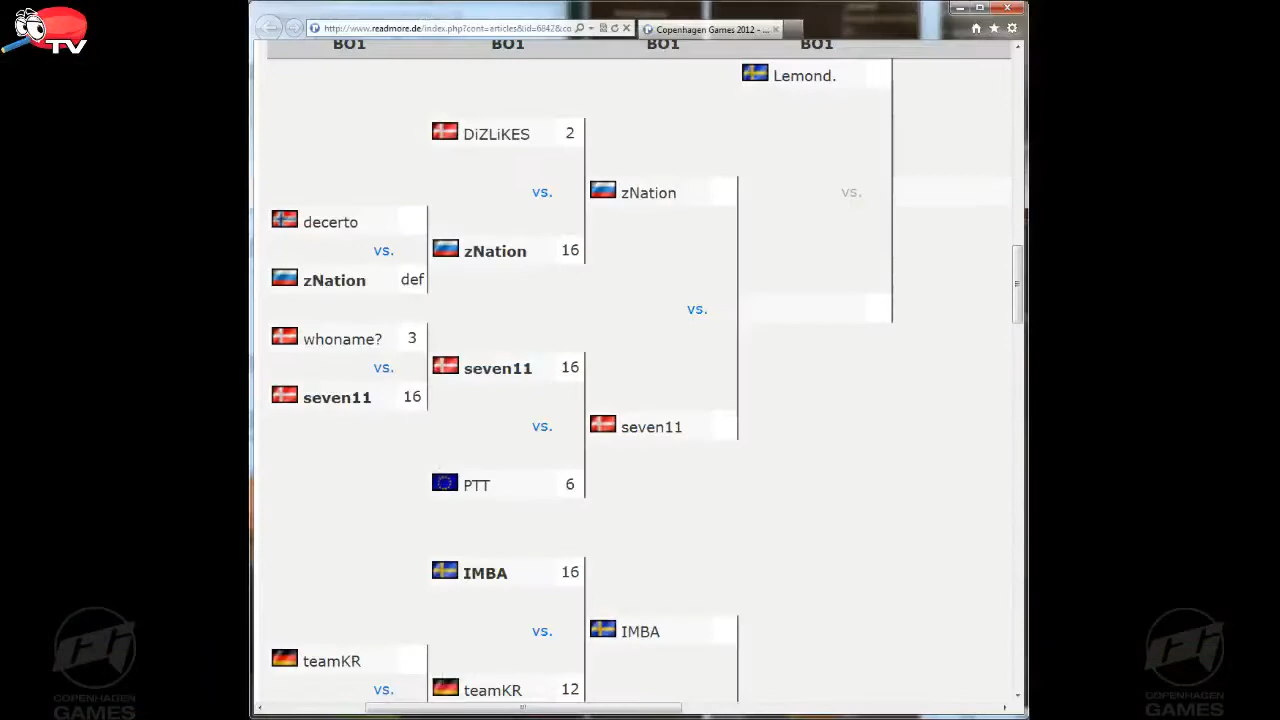 TV
http://www.readmore.de/index.php?cont=articles&id=6842&co
Copenhagen Games 2012 - ...
BO1 BO1 BO1 BO1
Lemond.
DiZLiKES 2
vs. zNation vs.
decerto
vs. zNation 16
zNation def
vs.
whoname? 3
vs. seven11 16
seven11 16
vs. seven11
PTT 6
IMBA 16
vs. IMBA
teamKR
vs. teamKR 12
COPENHAGEN
GAMES
COPENHAGEN
GAMES